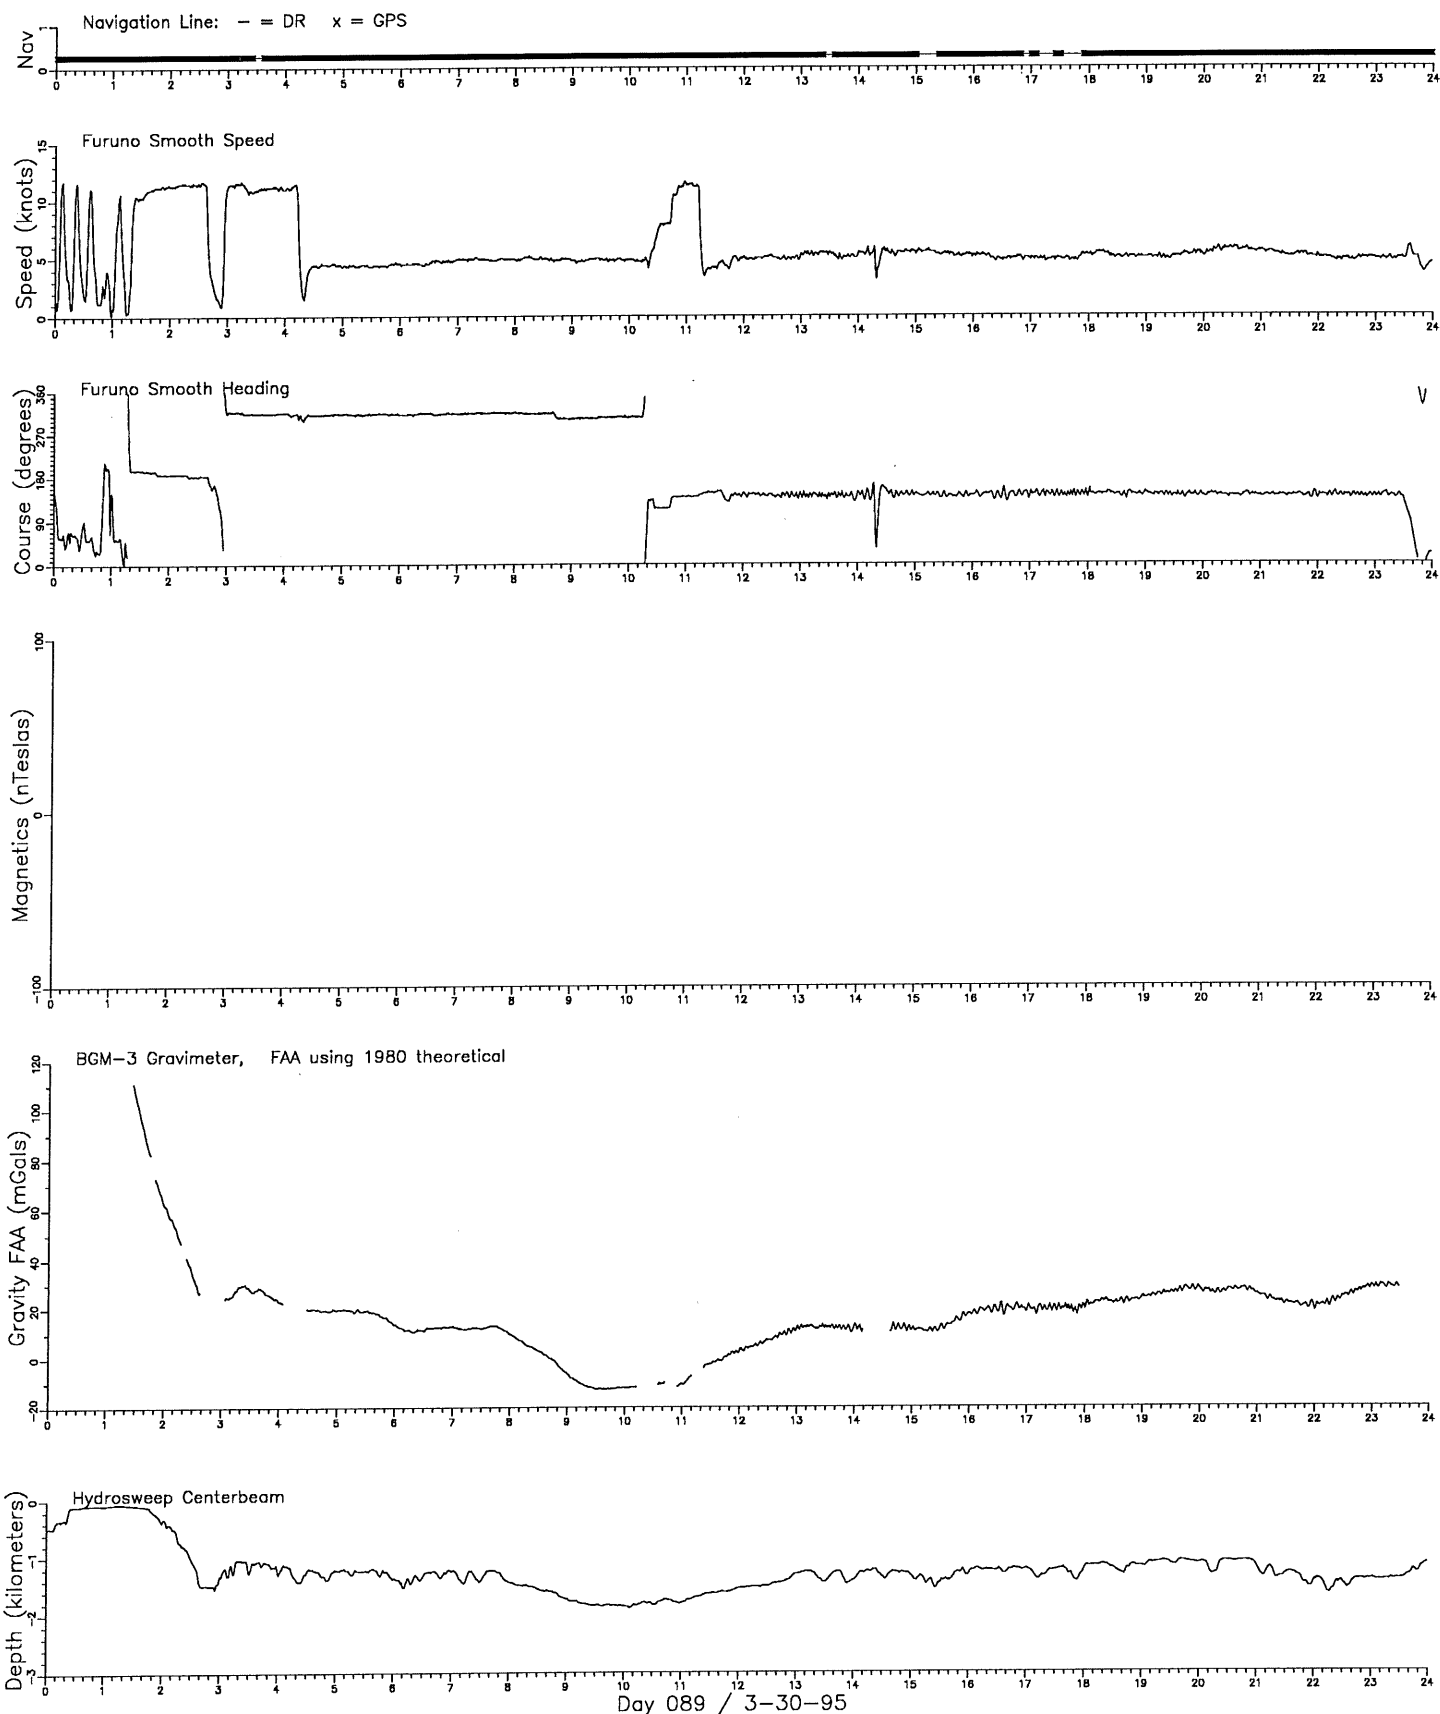 Navigation Line: — = DR x = GPS
Nav
0 1
0 1 2 3 4 5 6 7 8 9 10 11 12 13 14 15 16 17 18 19 20 21 22 23 24
Furuno Smooth Speed
Speed (knots)
0 5 10 15
0 1 2 3 4 5 6 7 8 9 10 11 12 13 14 15 16 17 18 19 20 21 22 23 24
Furuno Smooth Heading
Course (degrees)
0 90 180 270 360
0 1 2 3 4 5 6 7 8 9 10 11 12 13 14 15 16 17 18 19 20 21 22 23 24
Magnetics (nTeslas)
-100 0 100
0 1 2 3 4 5 6 7 8 9 10 11 12 13 14 15 16 17 18 19 20 21 22 23 24
BGM-3 Gravimeter, FAA using 1980 theoretical
Gravity FAA (mGals)
-20 0 20 40 60 80 100 120
0 1 2 3 4 5 6 7 8 9 10 11 12 13 14 15 16 17 18 19 20 21 22 23 24
Hydrosweep Centerbeam
Depth (kilometers)
-3 -2 -1 0
0 1 2 3 4 5 6 7 8 9 10 11 12 13 14 15 16 17 18 19 20 21 22 23 24
Day 089 / 3-30-95